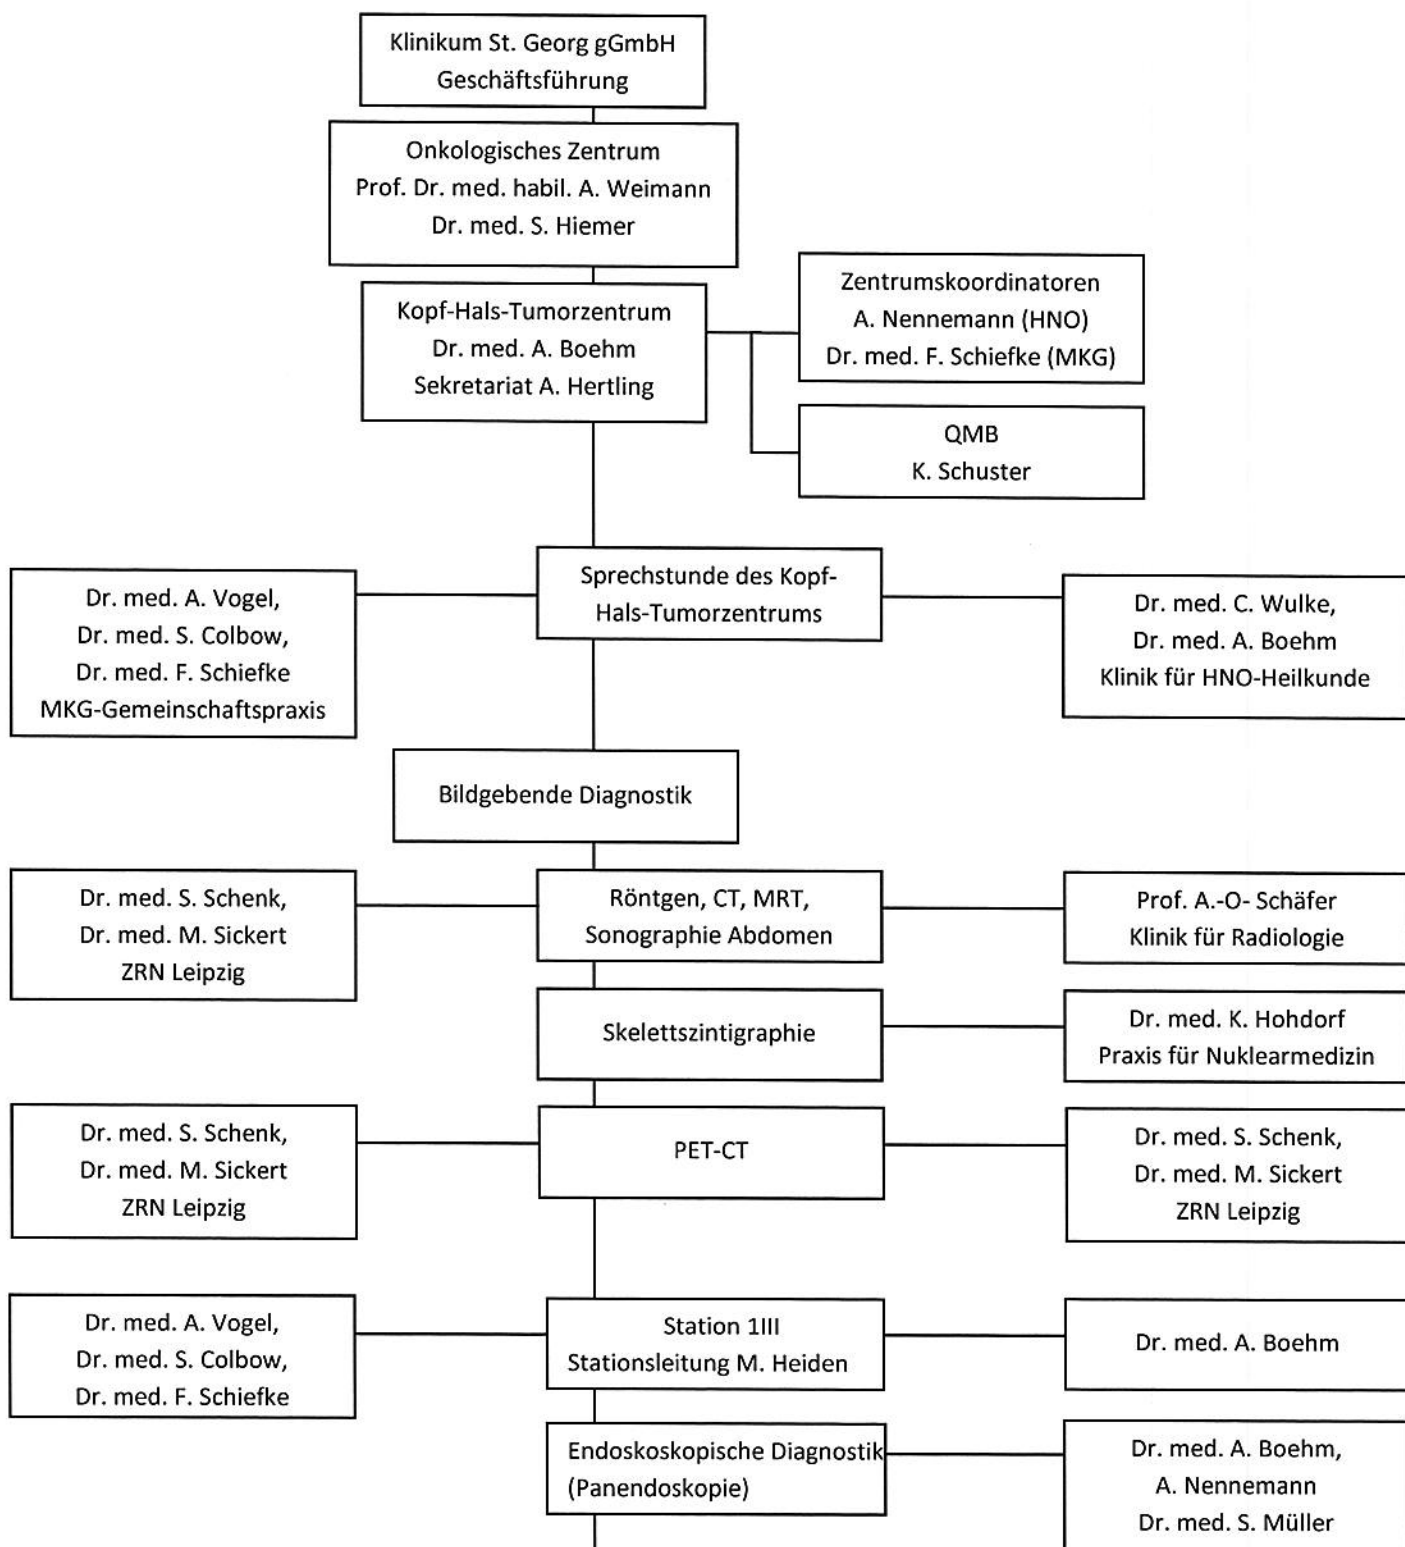 Klinikum St. Georg gGmbH
Geschäftsführung
Onkologisches Zentrum
Prof. Dr. med. habil. A. Weimann
Dr. med. S. Hiemer
Kopf-Hals-Tumorzentrum
Dr. med. A. Boehm
Sekretariat A. Hertling
Zentrumskoordinatoren
A. Nennemann (HNO)
Dr. med. F. Schiefke (MKG)
QMB
K. Schuster
Dr. med. A. Vogel,
Dr. med. S. Colbow,
Dr. med. F. Schiefke
MKG-Gemeinschaftspraxis
Sprechstunde des Kopf-
Hals-Tumorzentrums
Dr. med. C. Wulke,
Dr. med. A. Boehm
Klinik für HNO-Heilkunde
Bildgebende Diagnostik
Dr. med. S. Schenk,
Dr. med. M. Sickert
ZRN Leipzig
Röntgen, CT, MRT,
Sonographie Abdomen
Prof. A.-O- Schäfer
Klinik für Radiologie
Skelettszintigraphie
Dr. med. K. Hohdorf
Praxis für Nuklearmedizin
Dr. med. S. Schenk,
Dr. med. M. Sickert
ZRN Leipzig
PET-CT
Dr. med. S. Schenk,
Dr. med. M. Sickert
ZRN Leipzig
Dr. med. A. Vogel,
Dr. med. S. Colbow,
Dr. med. F. Schiefke
Station 1III
Stationsleitung M. Heiden
Dr. med. A. Boehm
Endoskoskopische Diagnostik
(Panendoskopie)
Dr. med. A. Boehm,
A. Nennemann
Dr. med. S. Müller